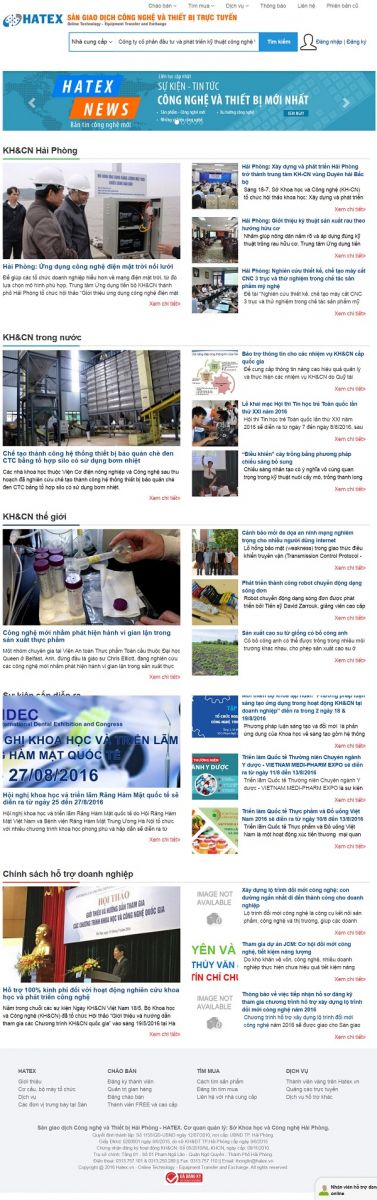 Chào bán Tìm mua Dịch vụ Thông báo Liên hệ Phiên bản cũ
HATEX SÀN GIAO DỊCH CÔNG NGHỆ VÀ THIẾT BỊ TRỰC TUYẾN
Online Technology - Equipment Transfer and Exchange
Nhà cung cấp Công ty cổ phần đầu tư và phát triển kỹ thuật công nghệ Tìm kiếm Đăng nhập | Đăng ký
HATEX
NEWS
Bản tin công nghệ mới
Liên tục cập nhật
SỰ KIỆN - TIN TỨC
CÔNG NGHỆ VÀ THIẾT BỊ MỚI NHẤT
XEM NGAY
KH&CN Hải Phòng
Hải Phòng: Ứng dụng công nghệ điện mặt trời nối lưới
Để giúp các tổ chức doanh nghiệp hiểu hơn về mạng điện mặt trời, từ đó
lựa chọn mô hình phù hợp, Trung tâm Ứng dụng tiến bộ KH&CN thành
phố Hải Phòng tổ chức hội thảo khoa học "Giới thiệu ứng dụng công nghệ điện mặt
Xem chi tiết>
Hải Phòng: Xây dựng và phát triển Hải Phòng
trở thành trung tâm KH-CN vùng Duyên hải Bắc
bộ
Sáng 18-7, Sở Khoa học và Công nghệ (KH-CN)
tổ chức hội thảo khoa học: Xây dựng và phát
Xem chi tiết>
Hải Phòng: Giới thiệu kỹ thuật sản xuất rau theo
hướng hữu cơ
Nhằm giúp nông dân nắm rõ và áp dụng đúng kỹ
thuật trồng rau hữu cơ, Trung tâm Ứng dụng tiến
Xem chi tiết>
Hải Phòng: Nghiên cứu thiết kế, chế tạo máy cắt
CNC 3 trục và thử nghiệm trong chế tác sản
phẩm mỹ nghệ
Đề tài "Nghiên cứu thiết kế, chế tạo máy cắt CNC
3 trục và thử nghiệm trong chế tác sản phẩm mỹ
Xem chi tiết>
KH&CN trong nước
Chế tạo thành công hệ thống thiết bị bảo quản chè đen
CTC bằng tổ hợp silo có sử dụng bơm nhiệt
Các nhà khoa học thuộc Viện Cơ điện nông nghiệp và Công nghệ sau thu
hoạch đã nghiên cứu chế tạo thành công hệ thống thiết bị bảo quản chè
đen CTC bằng tổ hợp silo có sử dụng bơm nhiệt.
Xem chi tiết>
Báo trợ thông tin cho các nhiệm vụ KH&CN cấp
quốc gia
Để cung cấp thông tin nâng cao hiệu quả quản lý
và thực hiện các nhiệm vụ KH&CN do Quỹ tài
Xem chi tiết>
Lễ khai mạc Hội thi Tin học trẻ Toàn quốc lần
thứ XXI năm 2016
Hội thi Tin học trẻ Toàn quốc lần thứ XXI năm
2016 sẽ diễn ra từ ngày 7 đến ngày 8/8/2016, sau
Xem chi tiết>
"Điều khiển" cây trồng bằng phương pháp
chiếu sáng bổ sung
Chiếu sáng nhân tạo có ý nghĩa vô cùng quan
trọng trong kỹ thuật nuôi cấy mô, trồng thanh long
Xem chi tiết>
KH&CN thế giới
Công nghệ mới nhằm phát hiện hành vi gian lận trong
sản xuất thực phẩm
Một nhóm chuyên gia tại Viện An toàn Thực phẩm Toàn cầu thuộc Đại học
Queen ở Belfast, Anh, đứng đầu là giáo sư Chris Elliott, đang nghiên cứu
các công nghệ mới nhằm phát hiện hành vi gian lận trong sản xuất
Xem chi tiết>
Cảnh báo mối đe dọa an ninh mạng nghiêm
trọng cho nhiều người dùng internet
Lỗ hổng bảo mật (weakness) trong giao thức điều
khiển truyền vận (Transmission Control Protocol -
Xem chi tiết>
Phát triển thành công robot chuyển động dạng
sóng đơn
Robot chuyển động dạng sóng đơn được phát
triển bởi Tiến sỹ David Zarrouk, giảng viên cao cấp
Xem chi tiết>
Sản xuất cao su từ giống cỏ bồ công anh
Cỏ bồ công anh có thể được trồng trong nhiều môi
trường khác nhau, cho phép sản xuất cao su ở
Xem chi tiết>
Sự kiện sắp diễn ra
IDEC
International Dental Exhibition and Congress
NGHỊ KHOA HỌC VÀ TRIỂN LÃM
RĂNG HÀM MẶT QUỐC TẾ
27/08/2016
Hội nghị khoa học và triển lãm Răng Hàm Mặt quốc tế sẽ
diễn ra từ ngày 25 đến 27/8/2016
Hội nghị khoa học và triển lãm Răng Hàm Mặt quốc tế do Hội Răng Hàm
Mặt Việt Nam và Bệnh viện Răng Hàm Mặt Trung Ương Hà Nội tổ chức
với nhiều chương trình khoa học phong phú và hấp dẫn sẽ diễn ra từ
Xem chi tiết>
sáng tạo ứng dụng trong hoạt động KH&CN tại
doanh nghiệp" diễn ra trong 2 ngày 18 &
19/8/2016
Phương pháp luận sáng tạo và đổi mới là phần
ứng dụng của Khoa học về sáng tạo gồm hệ thống
Xem chi tiết>
Triển lãm Quốc tế Thường niên Chuyên ngành Y
dược - VIETNAM MEDI-PHARM EXPO sẽ diễn
ra từ ngày 11 đến 13/8/2016
Triển lãm Quốc tế Thường niên Chuyên ngành Y
dược - VIETNAM MEDI-PHARM EXPO là sự kiện
Xem chi tiết>
Triển lãm Quốc tế Thực phẩm và Đồ uống Việt
Nam 2016 sẽ diễn ra từ ngày 10/8 đến 13/8/2016
Triển lãm Quốc tế Thực phẩm và Đồ uống Việt
Nam là một hoạt động xúc tiến thương mại
Xem chi tiết>
Chính sách hỗ trợ doanh nghiệp
HỘI THẢO
Hỗ trợ 100% kinh phí đối với hoạt động nghiên cứu khoa
học và phát triển công nghệ
Nằm trong chuỗi các sự kiện Ngày KH&CN Việt Nam 18/5, Bộ Khoa
học và Công nghệ (KH&CN) đã tổ chức Hội thảo "Giới thiệu và hướng dẫn tham
gia các Chương trình KH&CN quốc gia" vào sáng 19/5/2016 tại Hà
Xem chi tiết>
IMAGE NOT
AVAILABLE
Xây dựng lộ trình đổi mới công nghệ: con
đường ngắn nhất đi đến thành công cho doanh
nghiệp
Lộ trình đổi mới công nghệ là công cụ kết nối sản
phẩm, công nghệ và thị trường, giúp các doanh
Xem chi tiết>
Tham gia dự án JCM: Cơ hội đổi mới công nghệ,
tiết kiệm năng lượng
Do khó khăn về vốn, công nghệ, nhiều doanh
nghiệp thực hiện chưa hiệu quả tiết kiệm năng
Xem chi tiết>
IMAGE NOT
AVAILABLE
Thông báo về việc tiếp nhận hồ sơ đăng ký
tham gia chương trình hỗ trợ xây dựng lộ trình
đổi mới công nghệ năm 2016
Chương trình hỗ trợ xây dựng lộ trình đổi mới
công nghệ năm 2016 sẽ được giao cho Sàn giao
Xem chi tiết>
HATEX CHÀO BÁN TÌM MUA DỊCH VỤ
Giới thiệu Đăng ký thành viên Cách tìm sản phẩm Thành viên vàng trên Hatex.vn
Cơ cấu, bộ máy tổ chức Quản trị gian hàng Đăng tin tìm mua Quảng cáo trực tuyến
Dịch vụ Đăng bán hàng Liên hệ nhà cung cấp Dịch vụ hỗ trợ khác
Các đơn vị trưng bày tại Sàn Thành viên FREE và cao cấp
Sàn giao dịch Công nghệ và Thiết bị Hải Phòng - HATEX. Cơ quan quản lý: Sở Khoa học và Công nghệ Hải Phòng.
Copyright @ 2016 Hatex.vn - Online Technology - Equipment Transfer and Exchange. All rights reserved
ĐÃ ĐĂNG KÝ
Nhân viên hỗ trợ đang
online